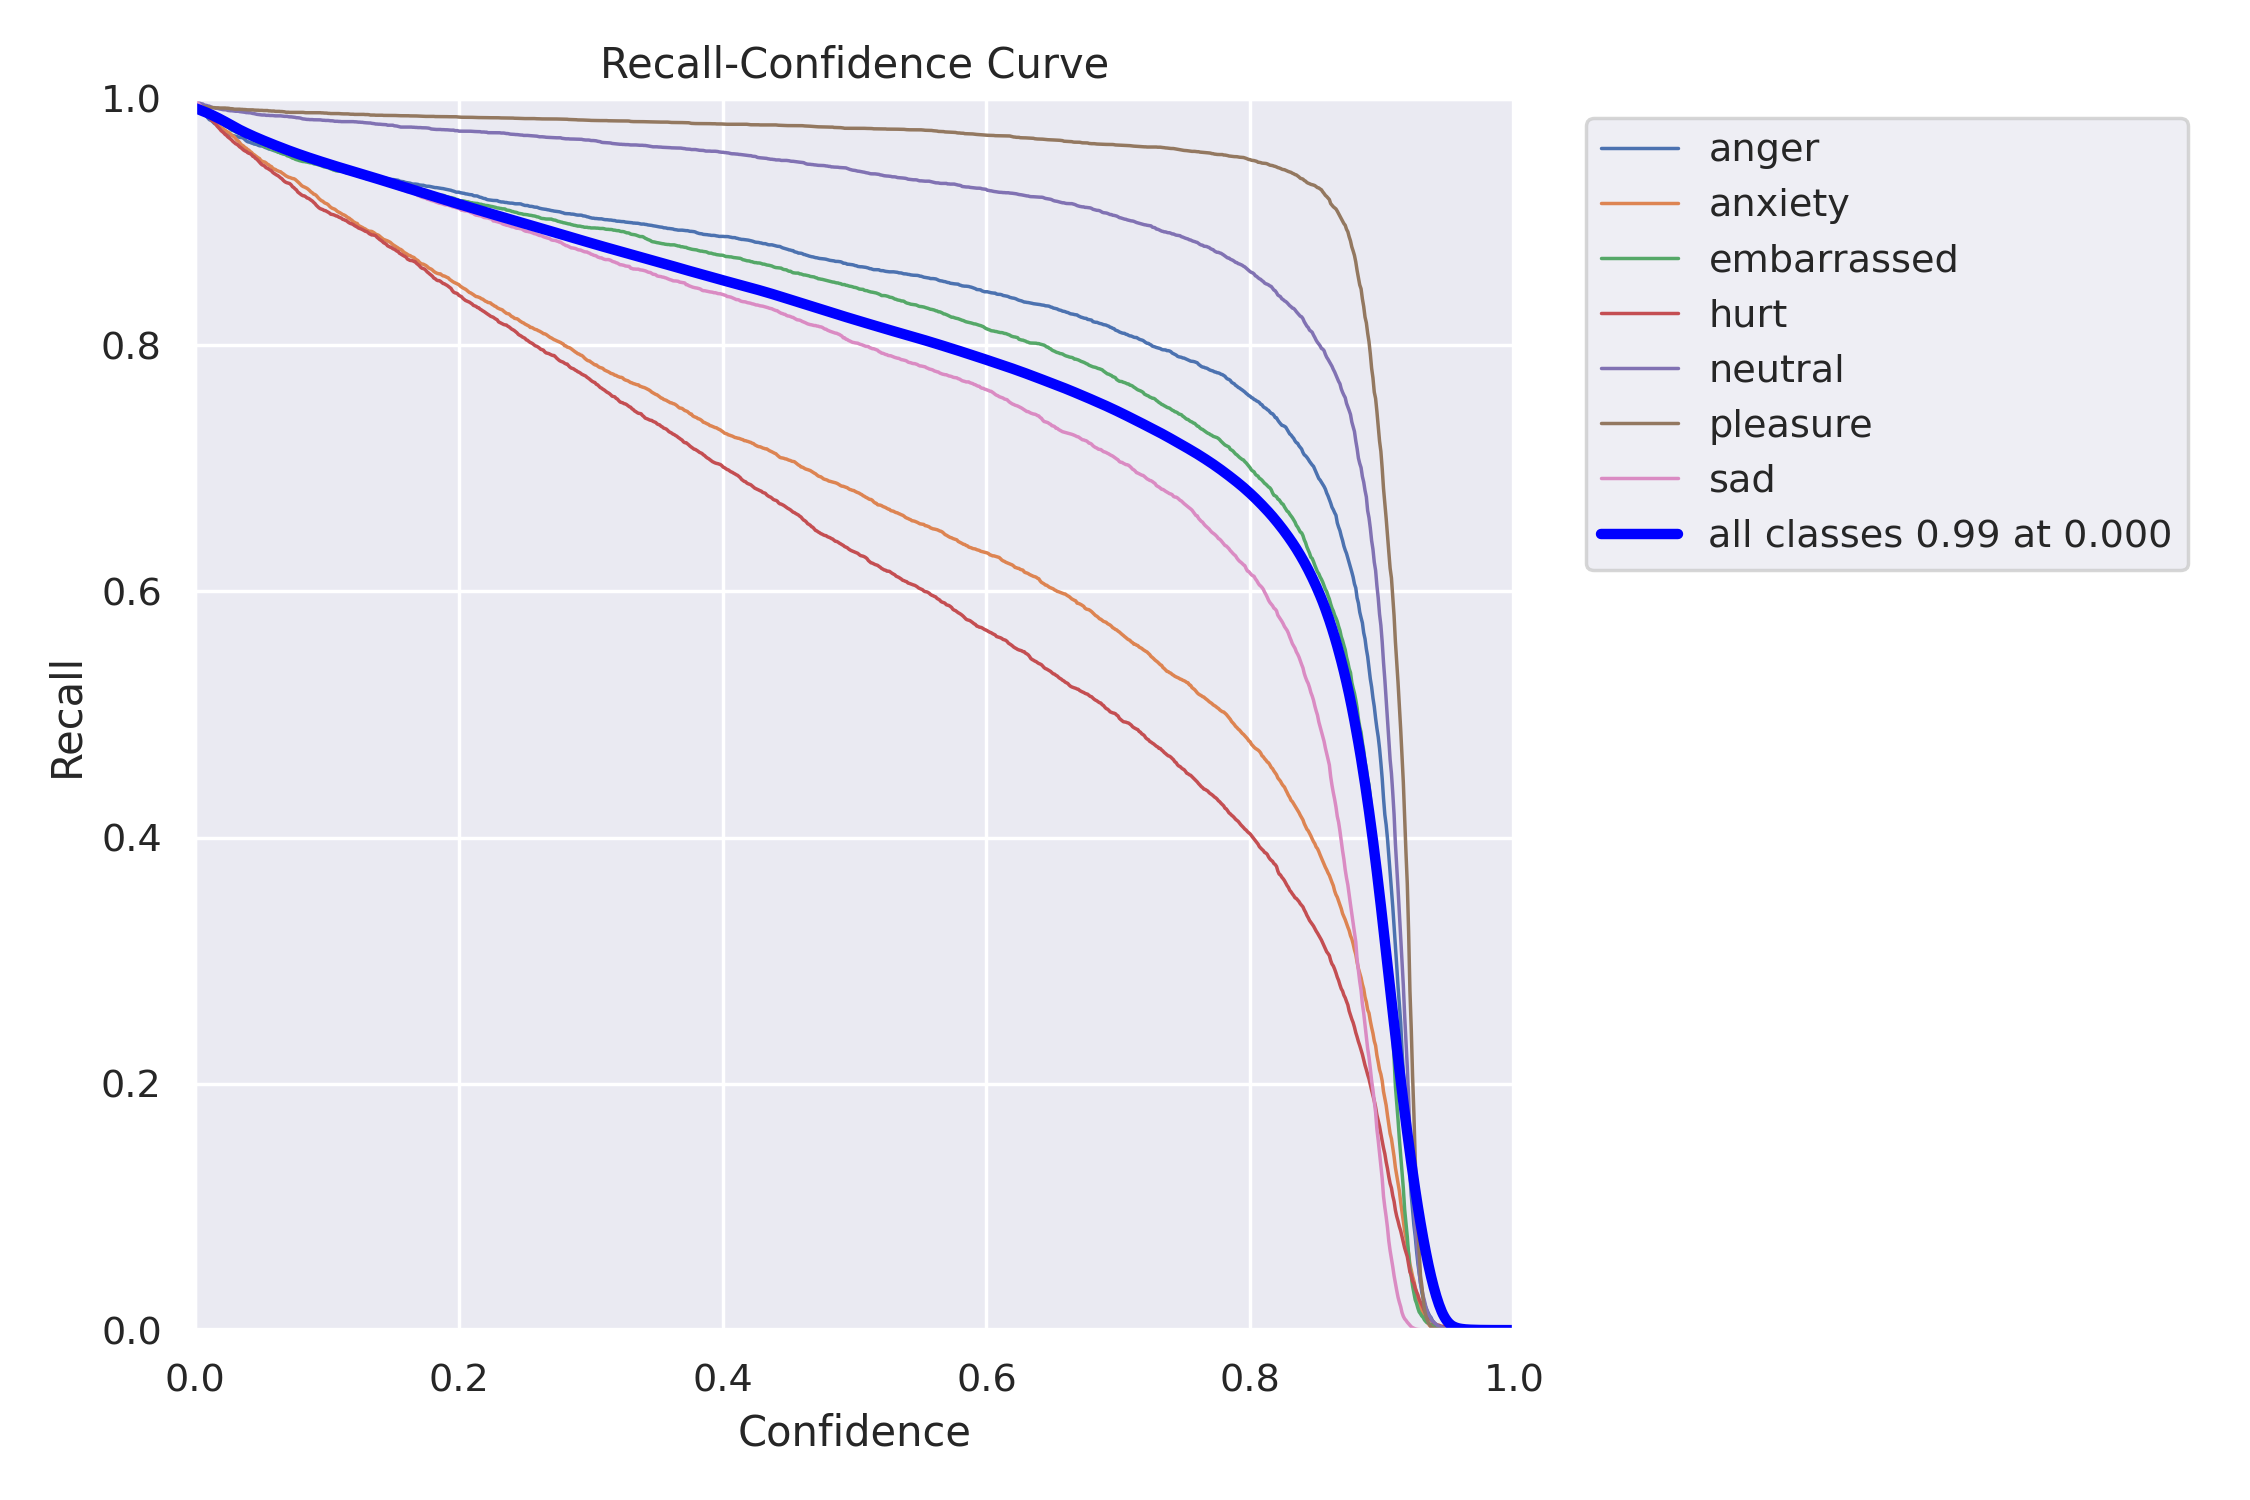 Recall-Confidence Curve
1.0
0.8
0.6
0.4
0.2
0.0
Recall
0.0 0.2 0.4 0.6 0.8 1.0
Confidence
anger
anxiety
embarrassed
hurt
neutral
pleasure
sad
all classes 0.99 at 0.000